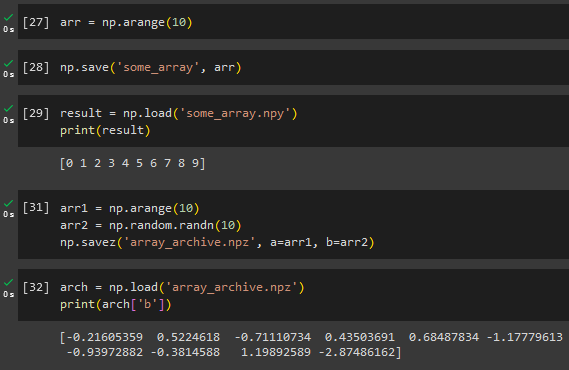 [27] arr = np.arange(10)
0s
[28] np.save('some_array', arr)
0s
[29] result = np.load('some_array.npy')
0s
print(result)
[0 1 2 3 4 5 6 7 8 9]
[31] arr1 = np.arange(10)
0s
arr2 = np.random.randn(10)
np.savez('array_archive.npz', a=arr1, b=arr2)
[32] arch = np.load('array_archive.npz')
0s
print(arch['b'])
[-0.21605359  0.5224618  -0.71110734  0.43503691  0.68487834 -1.17779613
 -0.93972882 -0.3814588   1.19892589 -2.87486162]